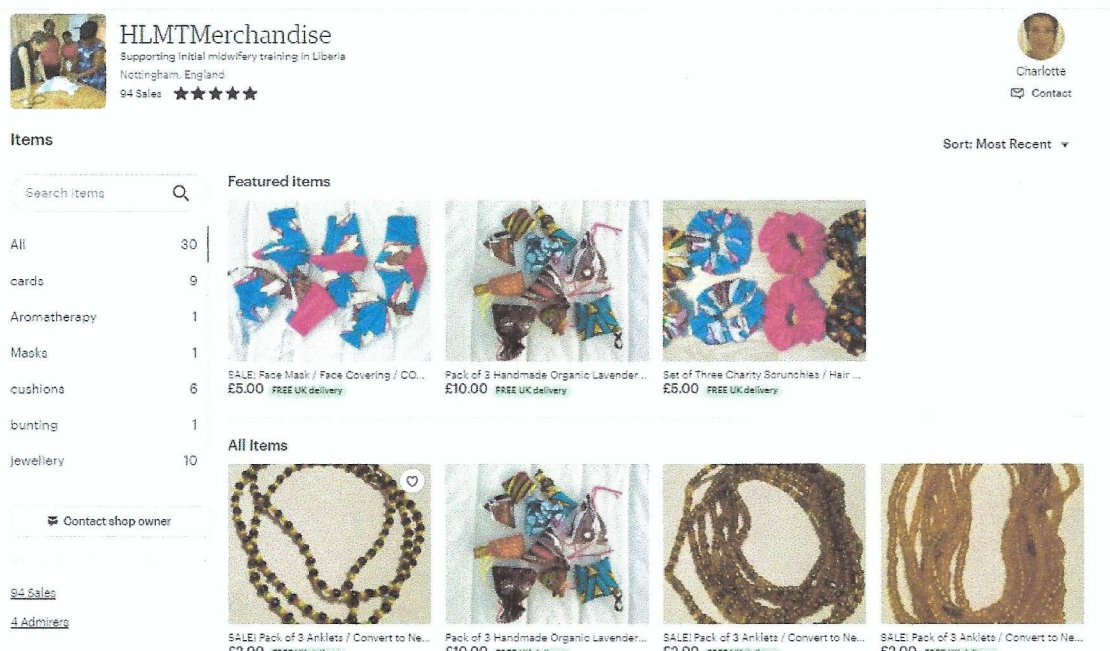 HLMTMerchandise
Supporting initial midwifery training in Liberia
Nottingham, England
94 Sales ★★★★★
Charlotte
Contact
Items
Sort: Most Recent
Search items
All 30
cards 9
Aromatherapy 1
Masks 1
cushions 6
bunting 1
jewellery 10
Contact shop owner
94 Sales
4 Admirers
Featured items
SALE! Face Mask / Face Covering / CO...
£5.00 FREE UK delivery
Pack of 3 Handmade Organic Lavender...
£10.00 FREE UK delivery
Set of Three Charity Scrunchies / Hair ...
£5.00 FREE UK delivery
All Items
SALE! Pack of 3 Anklets / Convert to Ne...
Pack of 3 Handmade Organic Lavender...
£10.00
SALE! Pack of 3 Anklets / Convert to Ne...
SALE! Pack of 3 Anklets / Convert to Ne...